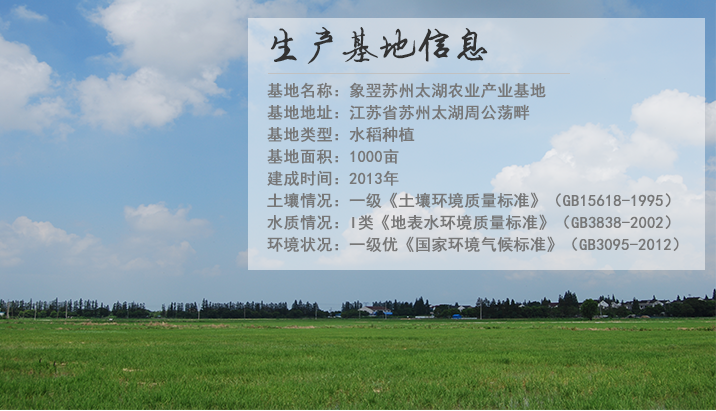 生产基地信息
基地名称：象翌苏州太湖农业产业基地
基地地址：江苏省苏州太湖周公荡畔
基地类型：水稻种植
基地面积：1000亩
建成时间：2013年
土壤情况：一级《土壤环境质量标准》（GB15618-1995）
水质情况：I类《地表水环境质量标准》（GB3838-2002）
环境状况：一级优《国家环境气候标准》（GB3095-2012）